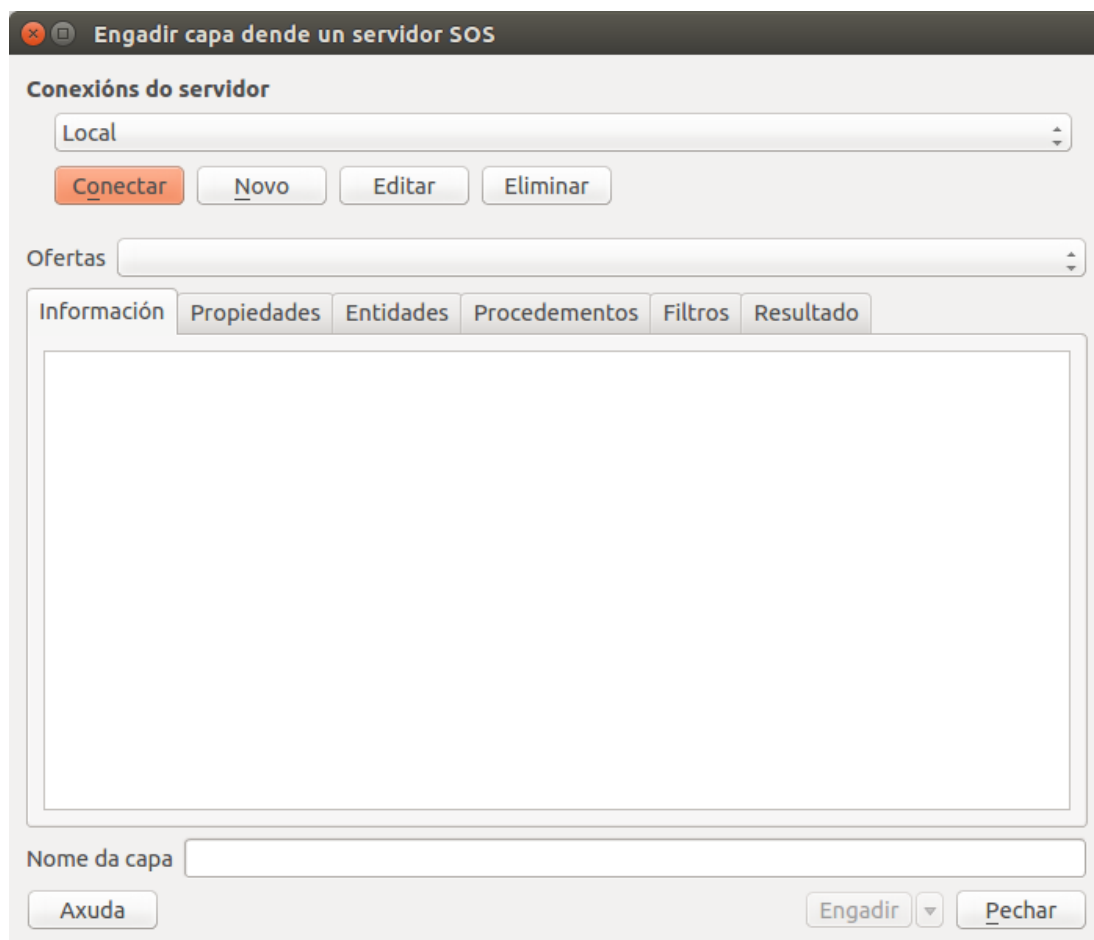 Engadir capa dende un servidor SOS
Conexións do servidor
Local
Conectar Novo Editar Eliminar
Ofertas
Información Propiedades Entidades Procedementos Filtros Resultado
Nome da capa
Axuda Engadir Pechar